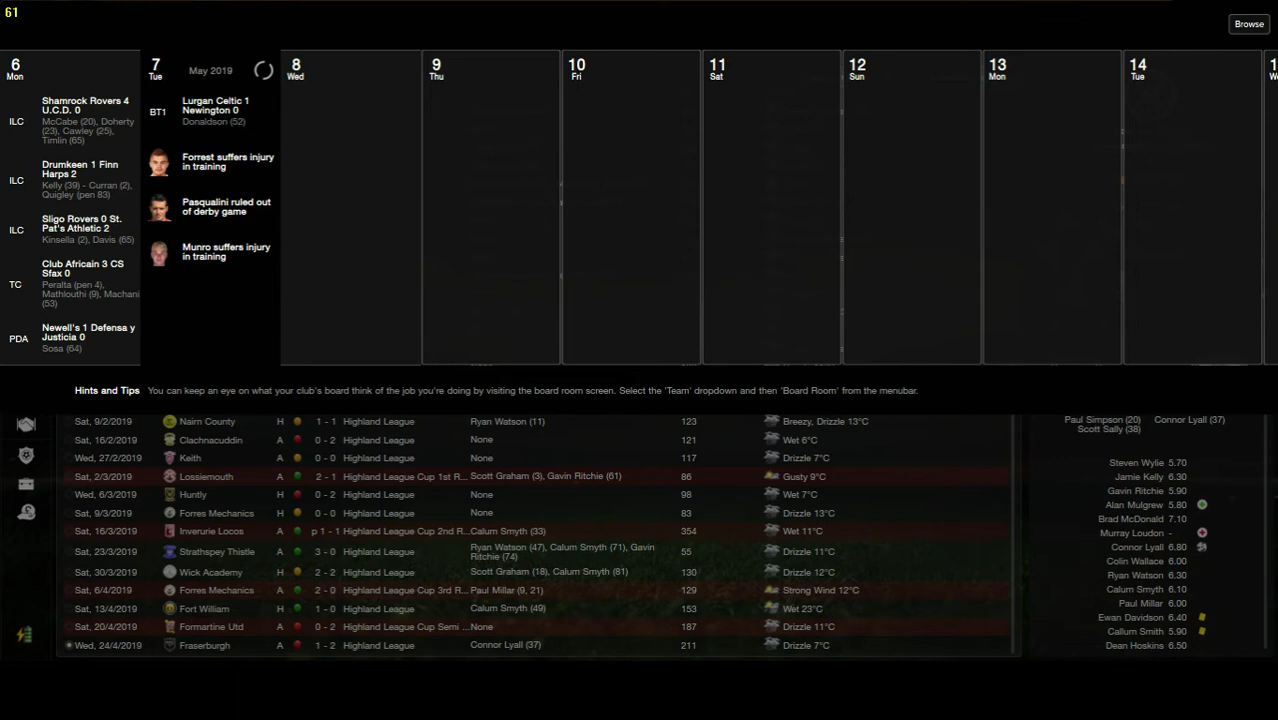 61
Browse
6
Mon
Shamrock Rovers 4
U.C.D. 0
ILC
McCabe (20), Doherty
(23), Cawley (25),
Timlin (65)
Drumkeen 1 Finn
Harps 2
ILC
Kelly (39) - Curran (2),
Quigley (pen 83)
Sligo Rovers 0 St.
Pat's Athletic 2
ILC
Kinsella (2), Davis (65)
Club Africain 3 CS
Sfax 0
TC
Peralta (pen 4),
Mathlouthi (9), Machani
(53)
Newell's 1 Defensa y
Justicia 0
PDA
Sosa (64)
7
Tue
May 2019
BT1
Lurgan Celtic 1
Newington 0
Donaldson (52)
Forrest suffers injury
in training
Pasqualini ruled out
of derby game
Munro suffers injury
in training
8
Wed
9
Thu
10
Fri
11
Sat
12
Sun
13
Mon
14
Tue
Hints and Tips You can keep an eye on what your club's board think of the job you're doing by visiting the board room screen. Select the 'Team' dropdown and then 'Board Room' from the menubar.
Sat, 9/2/2019 Nairn County H 1 - 1 Highland League Ryan Watson (11) 123 Breezy, Drizzle 13°C
Sat, 16/2/2019 Clachnacuddin A 0 - 2 Highland League None 121 Wet 6°C
Wed, 27/2/2019 Keith A 0 - 0 Highland League None 117 Drizzle 7°C
Sat, 2/3/2019 Lossiemouth A 2 - 1 Highland League Cup 1st R... Scott Graham (3), Gavin Ritchie (61) 86 Gusty 9°C
Wed, 6/3/2019 Huntly H 0 - 2 Highland League None 98 Wet 7°C
Sat, 9/3/2019 Forres Mechanics H 0 - 0 Highland League None 83 Drizzle 13°C
Sat, 16/3/2019 Inverurie Locos A p 1 - 1 Highland League Cup 2nd R... Calum Smyth (33) 354 Wet 11°C
Sat, 23/3/2019 Strathspey Thistle A 3 - 0 Highland League Ryan Watson (47), Calum Smyth (71), Gavin
Ritchie (74) 55 Drizzle 11°C
Sat, 30/3/2019 Wick Academy H 2 - 2 Highland League Scott Graham (18), Calum Smyth (81) 130 Drizzle 12°C
Sat, 6/4/2019 Forres Mechanics A 2 - 0 Highland League Cup 3rd R... Paul Millar (9, 21) 129 Strong Wind 12°C
Sat, 13/4/2019 Fort William H 1 - 0 Highland League Calum Smyth (49) 153 Wet 23°C
Sat, 20/4/2019 Formartine Utd A 0 - 2 Highland League Cup Semi ... None 187 Drizzle 11°C
Wed, 24/4/2019 Fraserburgh A 1 - 2 Highland League Connor Lyall (37) 211 Drizzle 7°C
Paul Simpson (20) Connor Lyall (37)
Scott Sally (38)
Steven Wylie 5.70
Jamie Kelly 6.30
Gavin Ritchie 5.90
Alan Mulgrew 5.80
Brad McDonald 7.10
Murray Loudon -
Connor Lyall 6.80
Colin Wallace 6.00
Ryan Watson 6.30
Calum Smyth 6.10
Paul Millar 6.00
Ewan Davidson 6.40
Callum Smith 5.90
Dean Hoskins 6.50